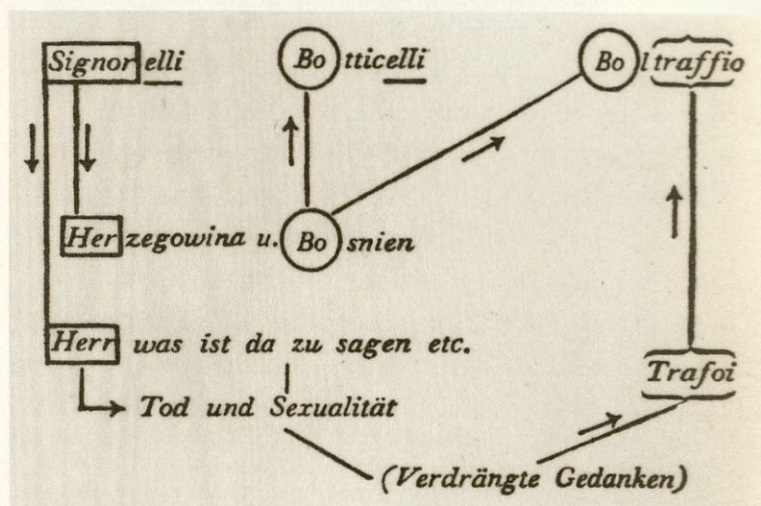 Signorelli Botticelli Boltraffio
Herzegowina u. Bosnien
Herr was ist da zu sagen etc.
Trafoi
Tod und Sexualität
(Verdrängte Gedanken)